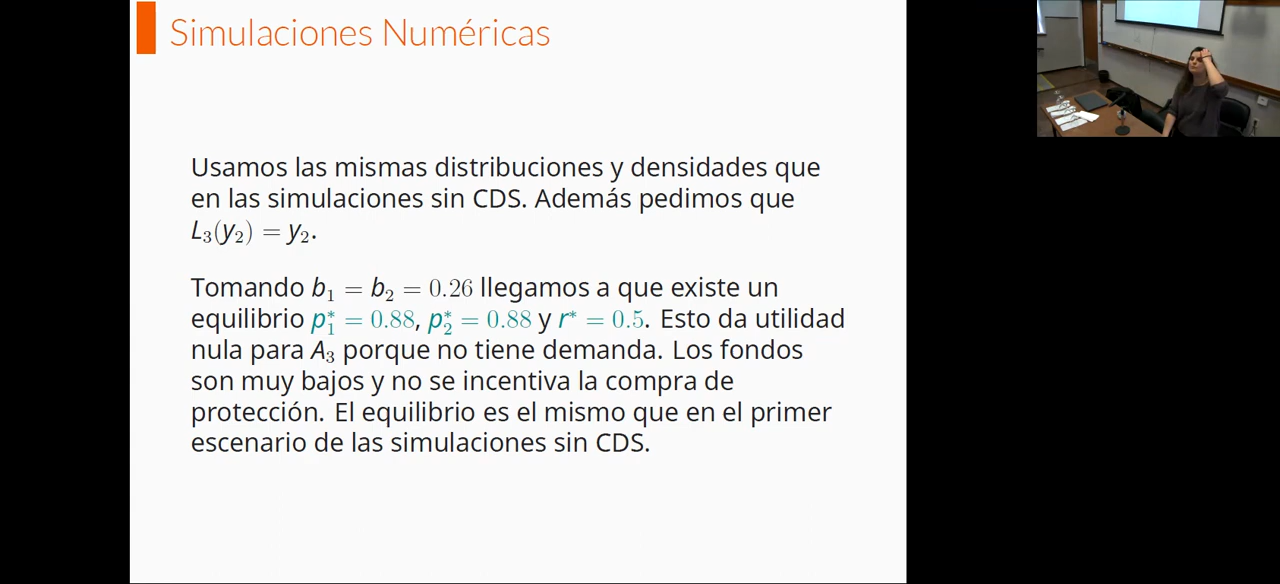 Simulaciones Numéricas
Usamos las mismas distribuciones y densidades que
en las simulaciones sin CDS. Además pedimos que
L₃(y₂) = y₂.
Tomando b₁ = b₂ = 0.26 llegamos a que existe un
equilibrio p₁* = 0.88, p₂* = 0.88 y r* = 0.5. Esto da utilidad
nula para A₃ porque no tiene demanda. Los fondos
son muy bajos y no se incentiva la compra de
protección. El equilibrio es el mismo que en el primer
escenario de las simulaciones sin CDS.